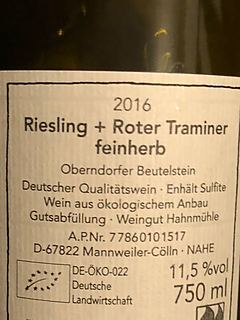 2016
Riesling + Roter Traminer
feinherb
Oberndorfer Beutelstein
Deutscher Qualitätswein · Enhält Sulfite
Wein aus ökologischem Anbau
Gutsabfüllung · Weingut Hahnmühle
A.P.Nr. 77860101517
D-67822 Mannweiler-Cölln · NAHE
DE-ÖKO-022
Deutsche
Landwirtschaft
11,5 %vol
750 ml